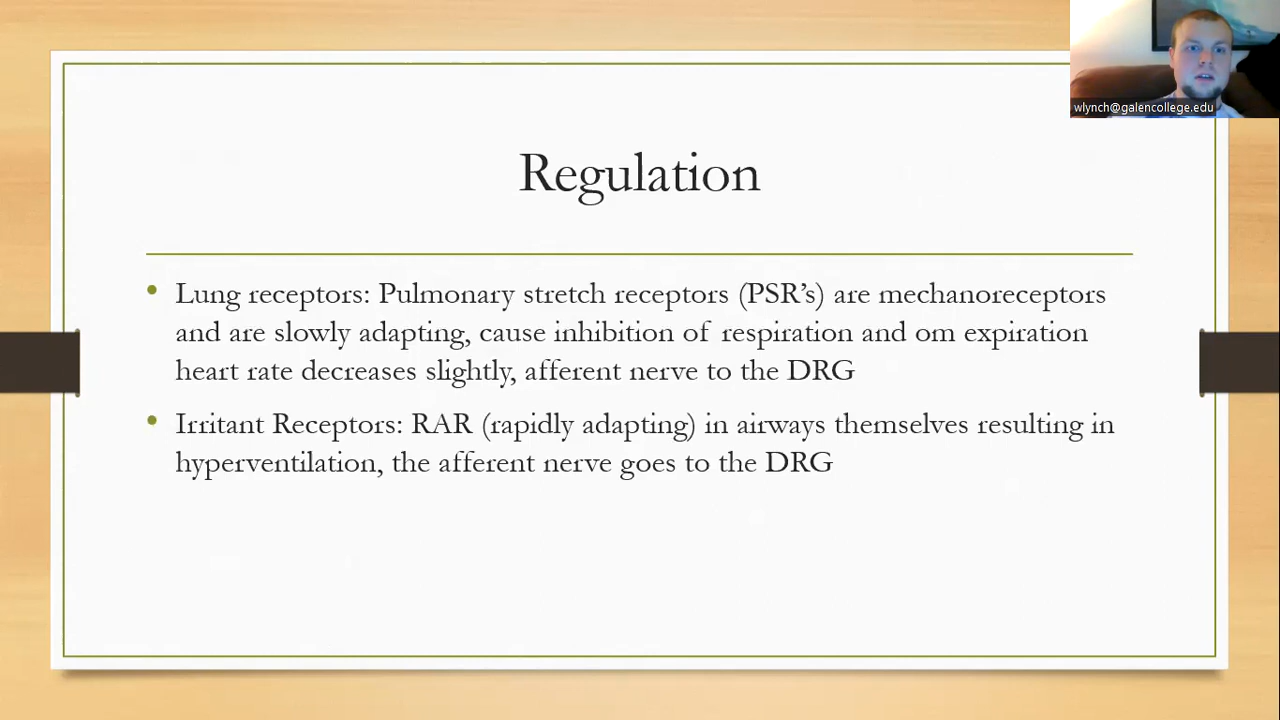 wlynch@galencollege.edu
Regulation
• Lung receptors: Pulmonary stretch receptors (PSR’s) are mechanoreceptors
and are slowly adapting, cause inhibition of respiration and om expiration
heart rate decreases slightly, afferent nerve to the DRG
• Irritant Receptors: RAR (rapidly adapting) in airways themselves resulting in
hyperventilation, the afferent nerve goes to the DRG